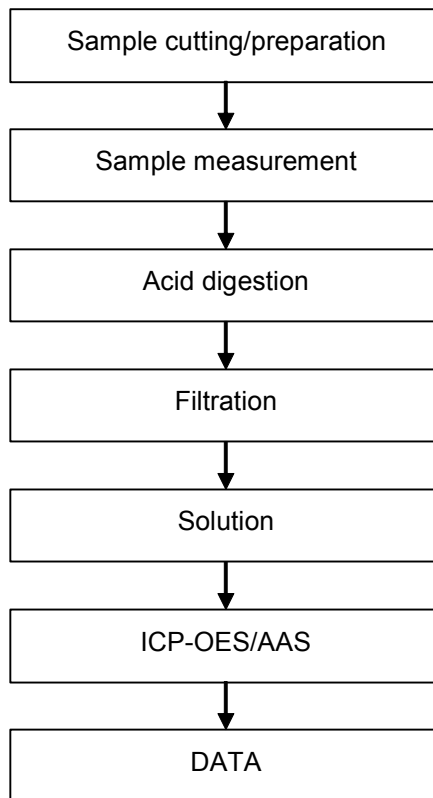 Sample cutting/preparation
Sample measurement
Acid digestion
Filtration
Solution
ICP-OES/AAS
DATA